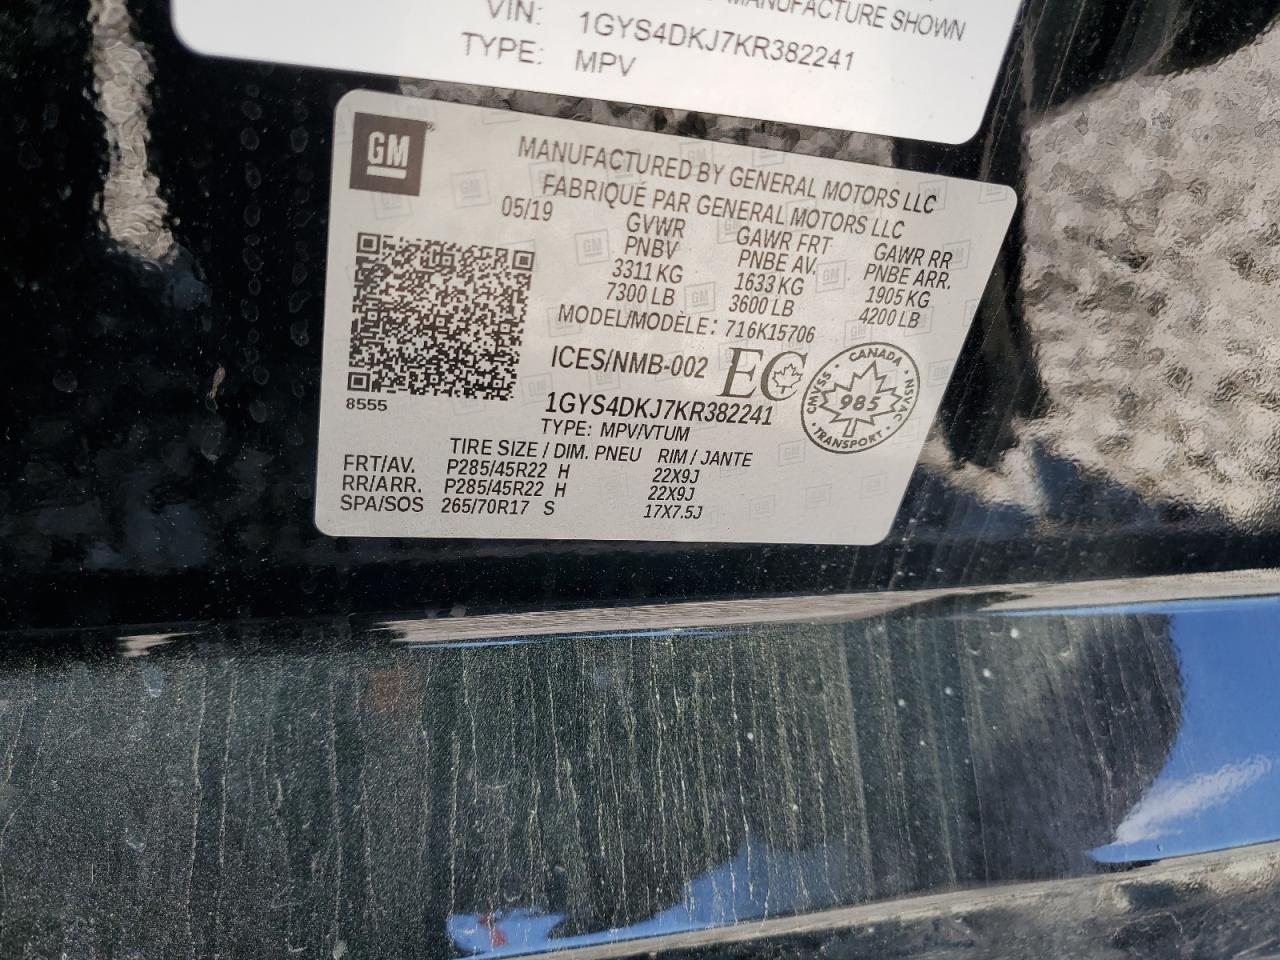 MANUFACTURE SHOWN
VIN: 1GYS4DKJ7KR382241
TYPE: MPV
GM
MANUFACTURED BY GENERAL MOTORS LLC
FABRIQUÉ PAR GENERAL MOTORS LLC
05/19 GVWR GAWR FRT GAWR RR
PNBV PNBE AV. PNBE ARR.
3311 KG 1633 KG 1905 KG
7300 LB 3600 LB 4200 LB
MODEL/MODÈLE: 716K15706
ICES/NMB-002 EC
CANADA
CMVSS 985 NSVAC
TRANSPORT
8555
1GYS4DKJ7KR382241
TYPE: MPV/VTUM
TIRE SIZE / DIM. PNEU RIM / JANTE
FRT/AV. P285/45R22 H 22X9J
RR/ARR. P285/45R22 H 22X9J
SPA/SOS 265/70R17 S 17X7.5J